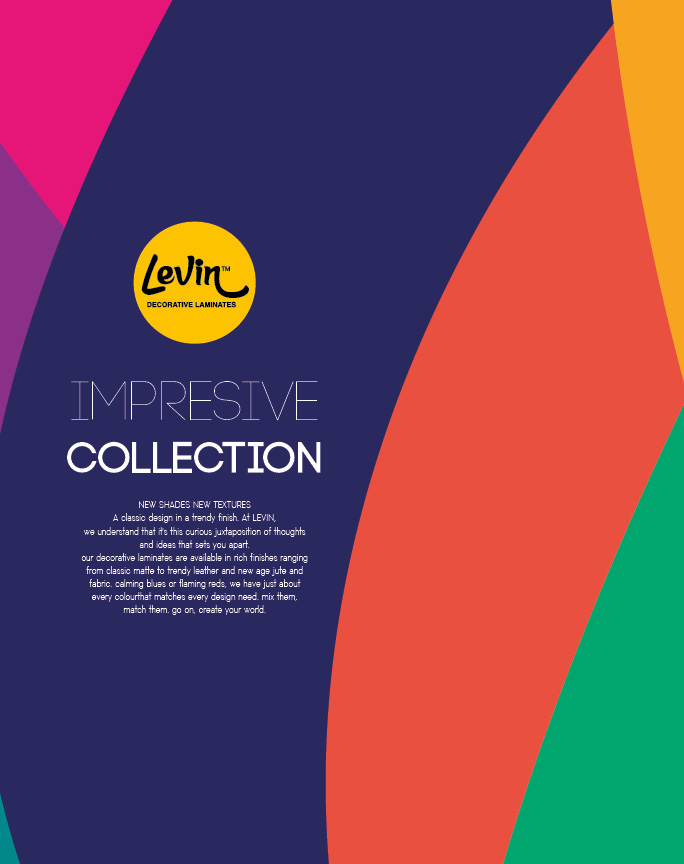 Levin™
DECORATIVE LAMINATES
IMPRESIVE
COLLECTION
NEW SHADES NEW TEXTURES
A classic design in a trendy finish. At LEVIN,
we understand that it's this curious juxtaposition of thoughts
and ideas that sets you apart.
our decorative laminates are available in rich finishes ranging
from classic matte to trendy leather and new age jute and
fabric. calming blues or flaming reds, we have just about
every colourthat matches every design need. mix them,
match them. go on, create your world.